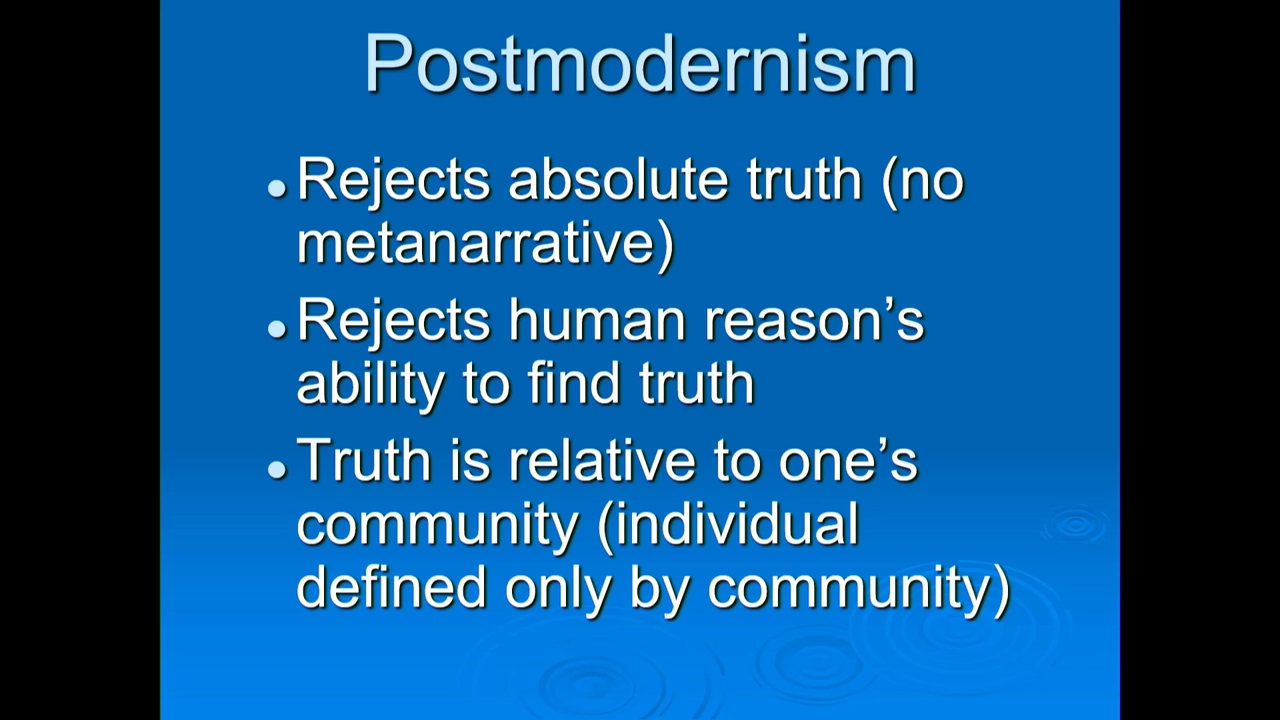 Postmodernism
Rejects absolute truth (no
metanarrative)
Rejects human reason’s
ability to find truth
Truth is relative to one’s
community (individual
defined only by community)